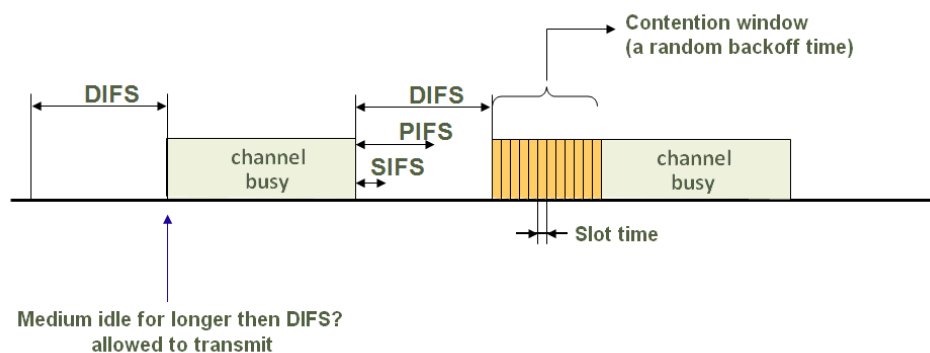 Contention window
(a random backoff time)
DIFS
DIFS
PIFS
SIFS
channel
busy
channel
busy
Slot time
Medium idle for longer then DIFS?
allowed to transmit